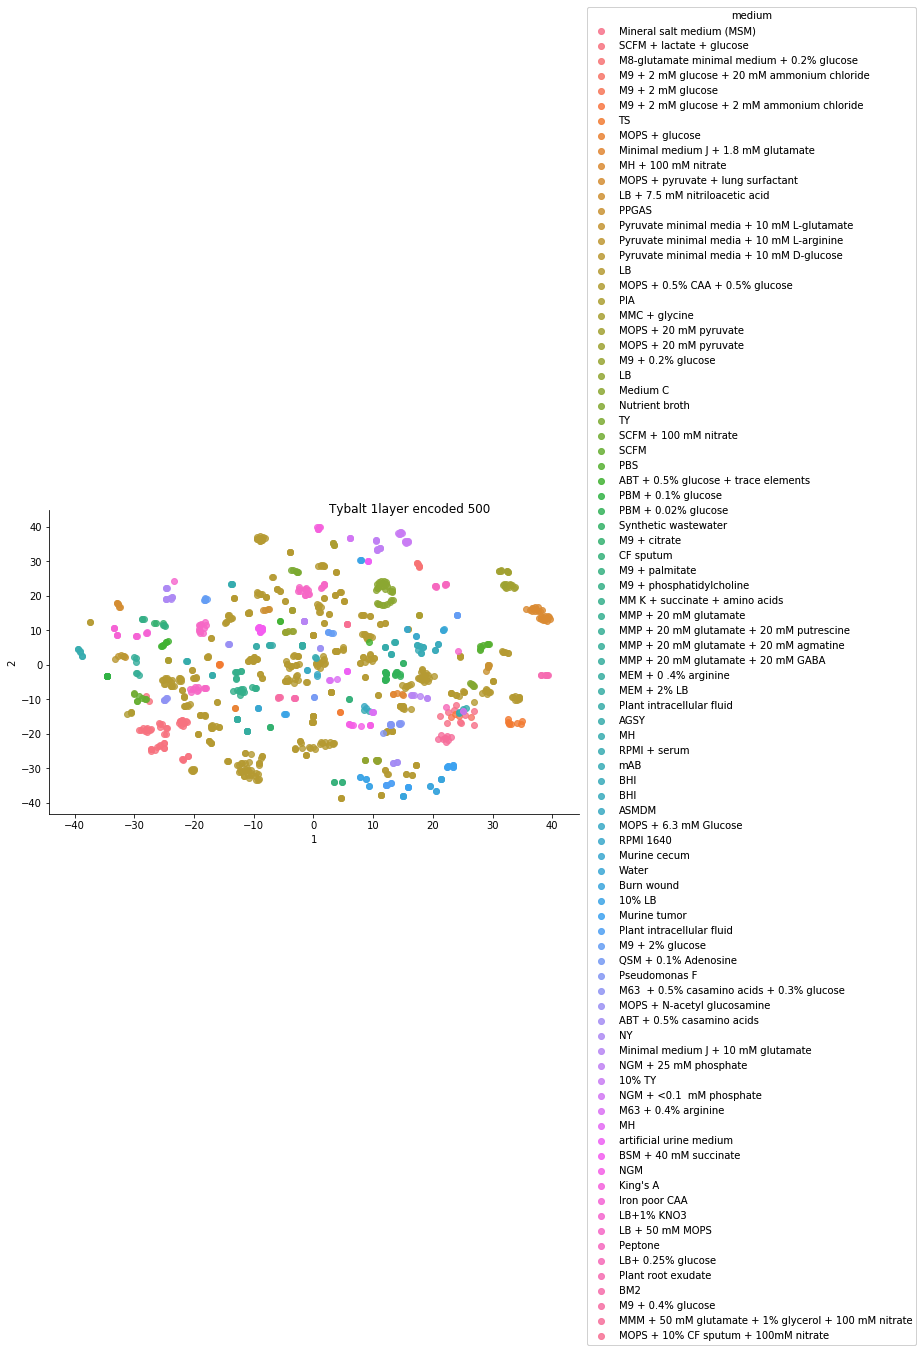 medium
Mineral salt medium (MSM)
SCFM + lactate + glucose
M8-glutamate minimal medium + 0.2% glucose
M9 + 2 mM glucose + 20 mM ammonium chloride
M9 + 2 mM glucose
M9 + 2 mM glucose + 2 mM ammonium chloride
TS
MOPS + glucose
Minimal medium J + 1.8 mM glutamate
MH + 100 mM nitrate
MOPS + pyruvate + lung surfactant
LB + 7.5 mM nitriloacetic acid
PPGAS
Pyruvate minimal media + 10 mM L-glutamate
Pyruvate minimal media + 10 mM L-arginine
Pyruvate minimal media + 10 mM D-glucose
LB
MOPS + 0.5% CAA + 0.5% glucose
PIA
MMC + glycine
MOPS + 20 mM pyruvate
MOPS + 20 mM pyruvate
M9 + 0.2% glucose
LB
Medium C
Nutrient broth
TY
SCFM + 100 mM nitrate
SCFM
PBS
ABT + 0.5% glucose + trace elements
PBM + 0.1% glucose
PBM + 0.02% glucose
Synthetic wastewater
M9 + citrate
CF sputum
M9 + palmitate
M9 + phosphatidylcholine
MM K + succinate + amino acids
MMP + 20 mM glutamate
MMP + 20 mM glutamate + 20 mM putrescine
MMP + 20 mM glutamate + 20 mM agmatine
MMP + 20 mM glutamate + 20 mM GABA
MEM + 0 .4% arginine
MEM + 2% LB
Plant intracellular fluid
AGSY
MH
RPMI + serum
mAB
BHI
BHI
ASMDM
MOPS + 6.3 mM Glucose
RPMI 1640
Murine cecum
Water
Burn wound
10% LB
Murine tumor
Plant intracellular fluid
M9 + 2% glucose
QSM + 0.1% Adenosine
Pseudomonas F
M63  + 0.5% casamino acids + 0.3% glucose
MOPS + N-acetyl glucosamine
ABT + 0.5% casamino acids
NY
Minimal medium J + 10 mM glutamate
NGM + 25 mM phosphate
10% TY
NGM + <0.1  mM phosphate
M63 + 0.4% arginine
MH
artificial urine medium
BSM + 40 mM succinate
NGM
King's A
Iron poor CAA
LB+1% KNO3
LB + 50 mM MOPS
Peptone
LB+ 0.25% glucose
Plant root exudate
BM2
M9 + 0.4% glucose
MMM + 50 mM glutamate + 1% glycerol + 100 mM nitrate
MOPS + 10% CF sputum + 100mM nitrate
Tybalt 1layer encoded 500
40
30
20
10
0
−10
−20
−30
−40
2
−40 −30 −20 −10 0 10 20 30 40
1